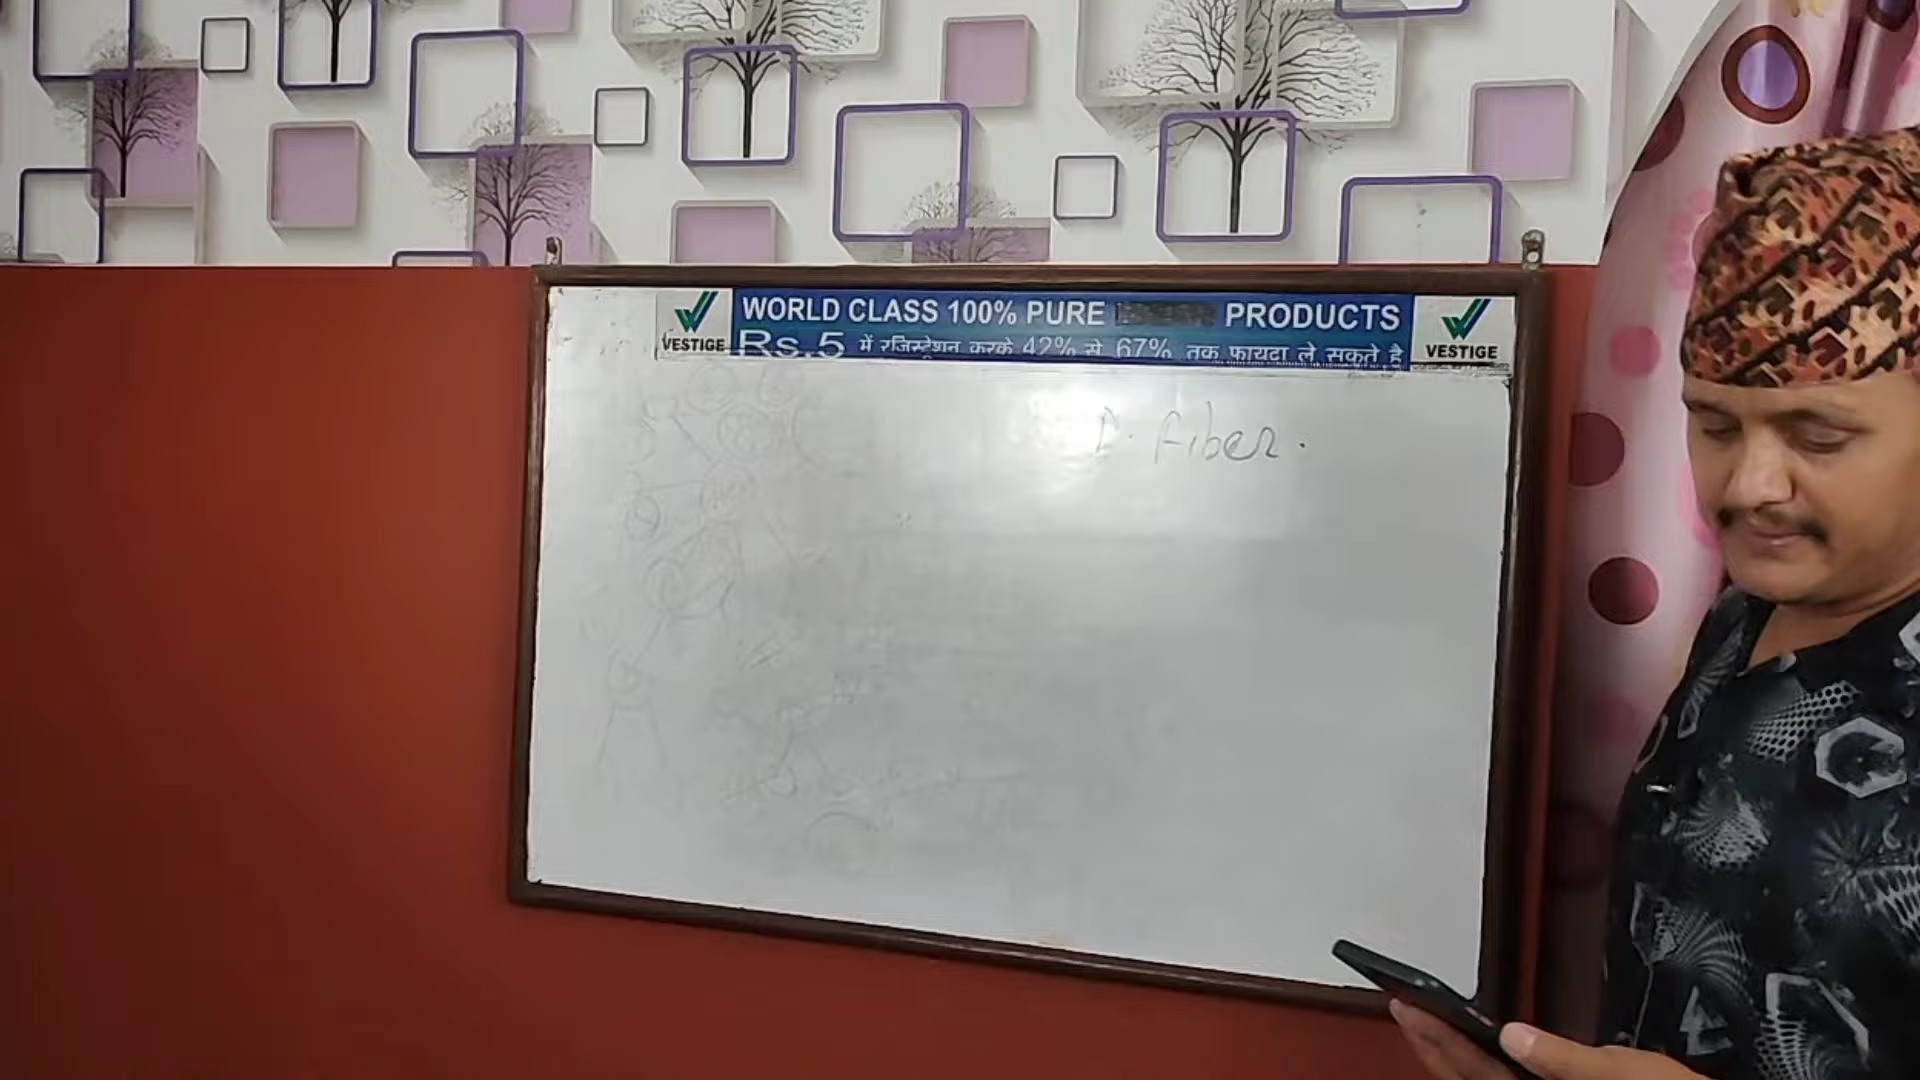 WORLD CLASS 100% PURE PRODUCTS
VESTIGE
Rs.5 में रजिस्ट्रेशन करके 42% से 67% तक फायदा ले सकते है
VESTIGE
Fiber.